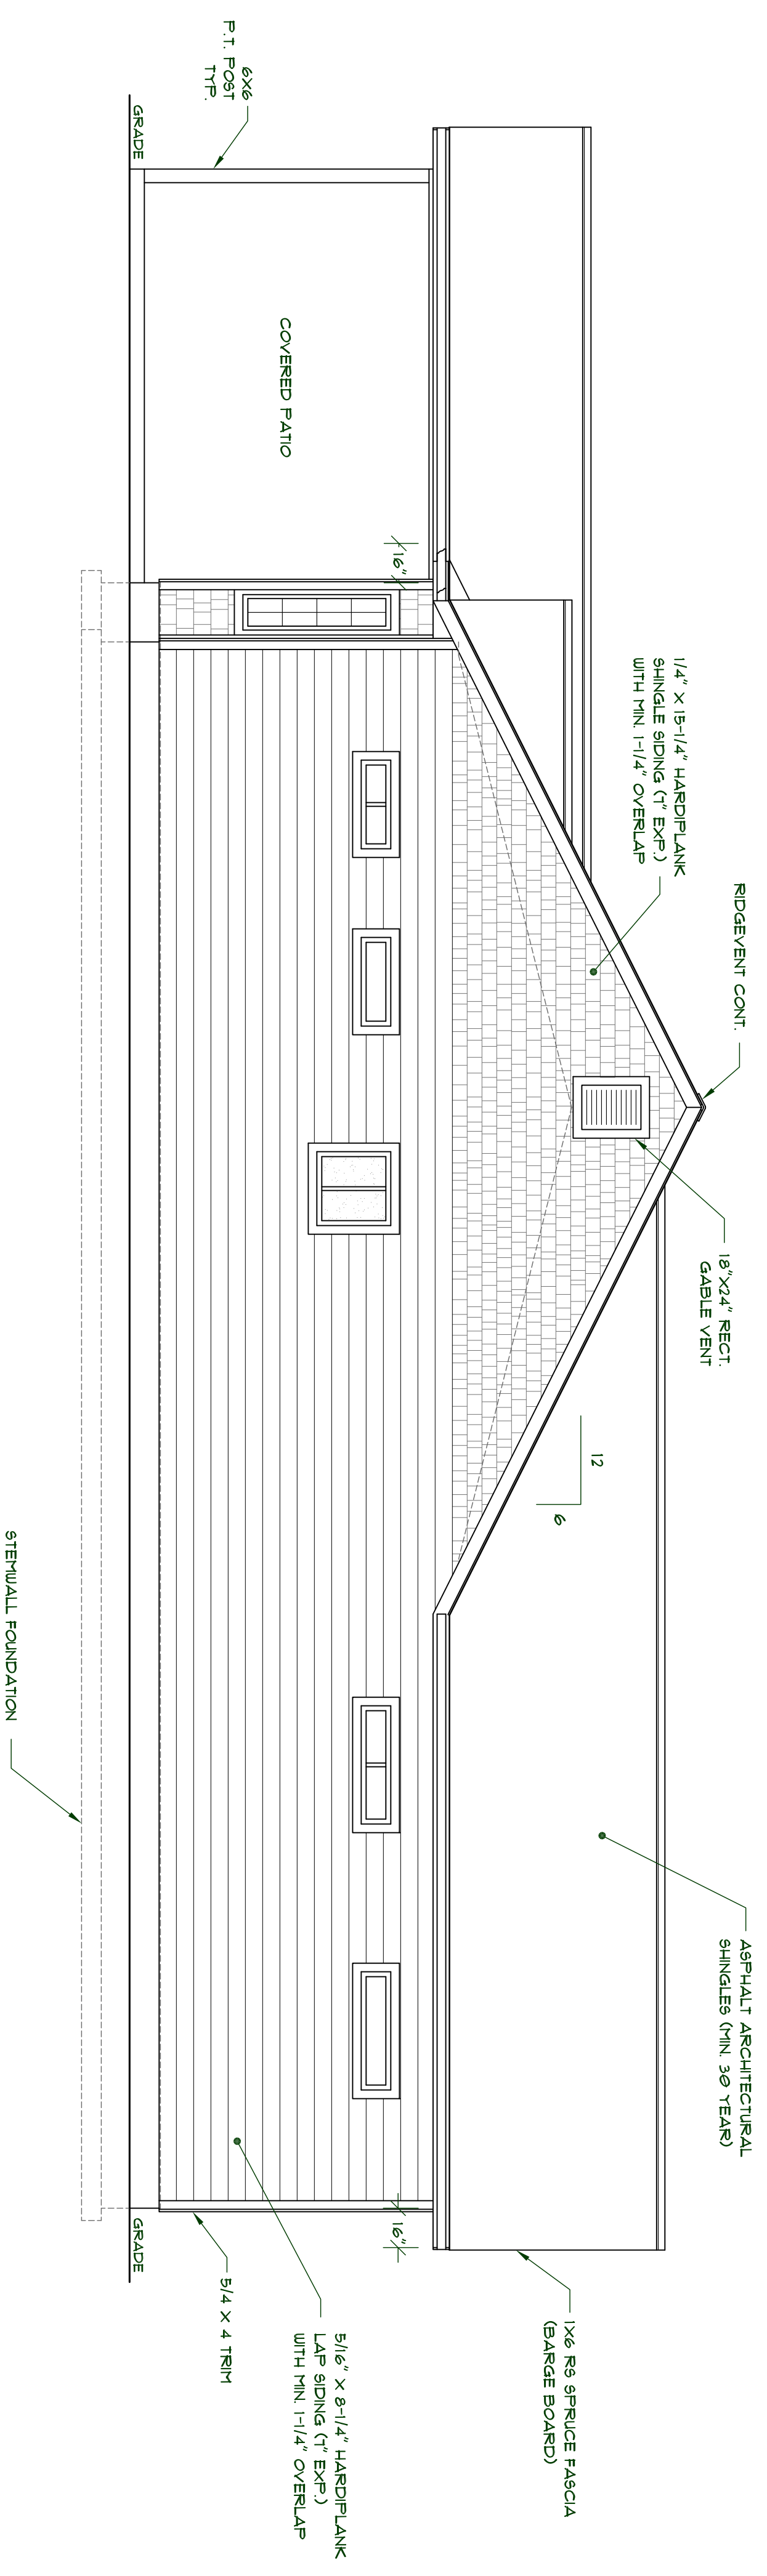 RIDGEVENT CONT.
18"X24" RECT.
GABLE VENT
ASPHALT ARCHITECTURAL
SHINGLES (MIN. 30 YEAR)
1/4" X 15-1/4" HARDIPLANK
SHINGLE SIDING (7" EXP.)
WITH MIN. 1-1/4" OVERLAP
12
6
1X6 RS SPRUCE FASCIA
(BARGE BOARD)
16"
16"
COVERED PATIO
6X6
P.T. POST
TYP.
5/16" X 8-1/4" HARDIPLANK
LAP SIDING (7" EXP.)
WITH MIN. 1-1/4" OVERLAP
5/4 X 4 TRIM
GRADE
GRADE
STEMWALL FOUNDATION